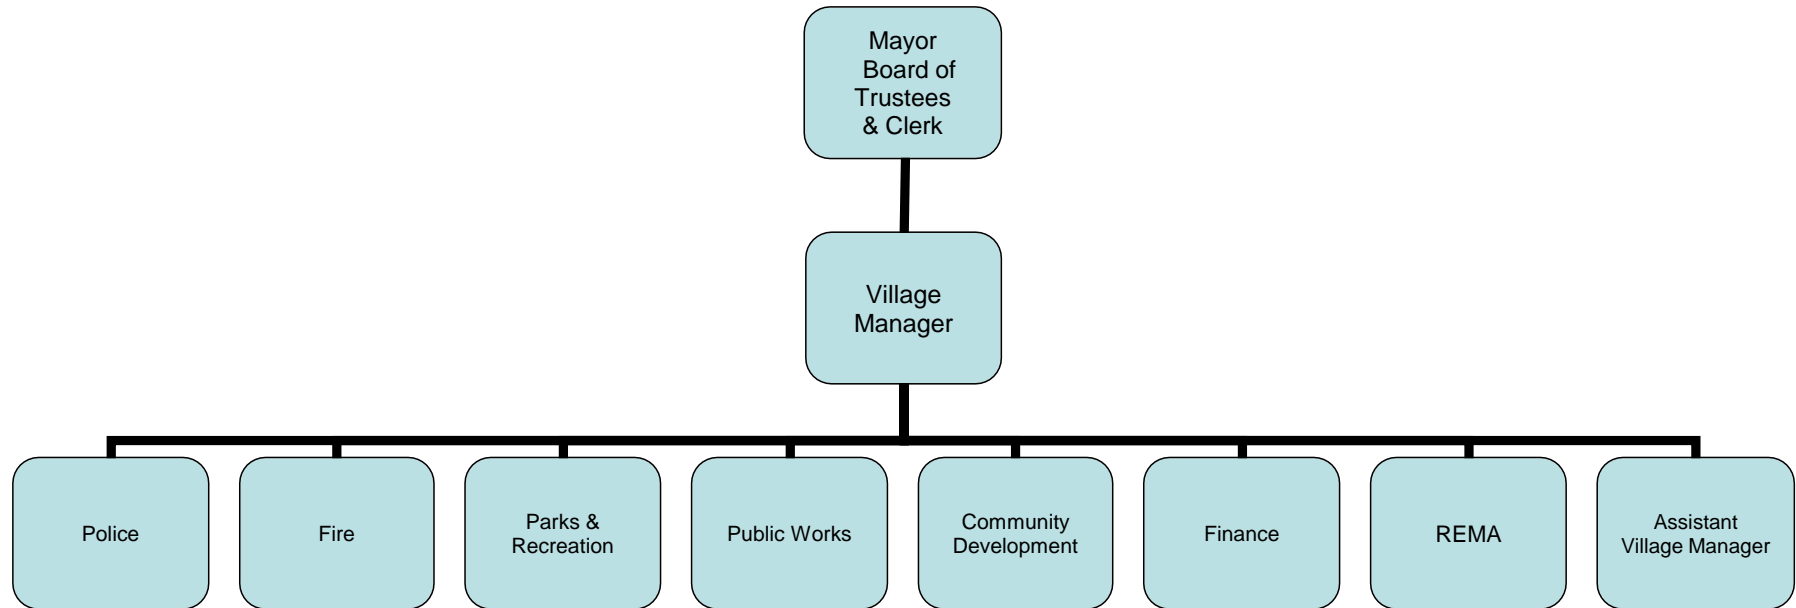 Mayor
Board of
Trustees
& Clerk
Village
Manager
Police
Fire
Parks &
Recreation
Public Works
Community
Development
Finance
REMA
Assistant
Village Manager